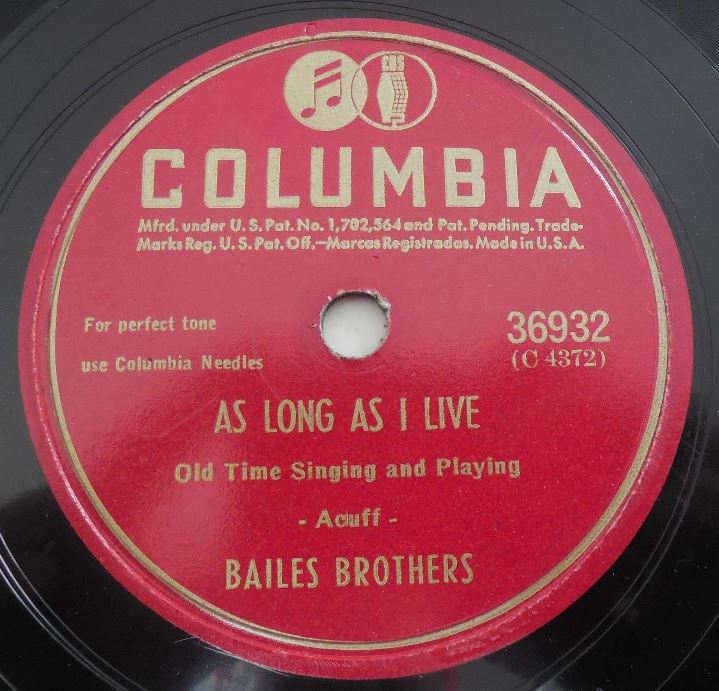 CBS
COLUMBIA
Mfrd. under U. S. Pat. No. 1,702,564 and Pat. Pending. Trade-
Marks Reg. U. S. Pat. Off.—Marcas Registradas. Made in U.S.A.
For perfect tone
use Columbia Needles
36932
(C 4372)
AS LONG AS I LIVE
Old Time Singing and Playing
- Acuff -
BAILES BROTHERS